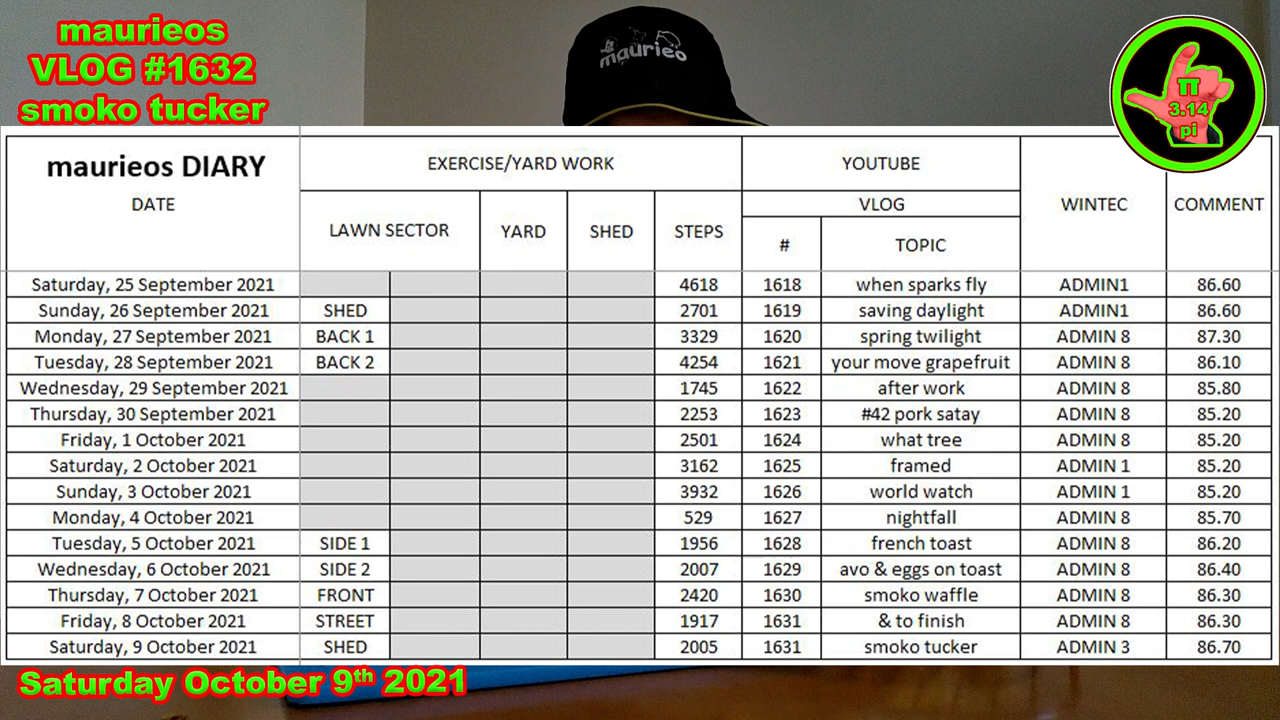 maurieos
VLOG #1632
smoko tucker
maurieo
π
3.14
pi
maurieos DIARY
DATE
EXERCISE/YARD WORK
YOUTUBE
WINTEC
COMMENT
LAWN SECTOR
YARD
SHED
STEPS
VLOG
#
TOPIC
Saturday, 25 September 2021 4618 1618 when sparks fly ADMIN1 86.60
Sunday, 26 September 2021 SHED 2701 1619 saving daylight ADMIN1 86.60
Monday, 27 September 2021 BACK 1 3329 1620 spring twilight ADMIN 8 87.30
Tuesday, 28 September 2021 BACK 2 4254 1621 your move grapefruit ADMIN 8 86.10
Wednesday, 29 September 2021 1745 1622 after work ADMIN 8 85.80
Thursday, 30 September 2021 2253 1623 #42 pork satay ADMIN 8 85.20
Friday, 1 October 2021 2501 1624 what tree ADMIN 8 85.20
Saturday, 2 October 2021 3162 1625 framed ADMIN 1 85.20
Sunday, 3 October 2021 3932 1626 world watch ADMIN 1 85.20
Monday, 4 October 2021 529 1627 nightfall ADMIN 8 85.70
Tuesday, 5 October 2021 SIDE 1 1956 1628 french toast ADMIN 8 86.20
Wednesday, 6 October 2021 SIDE 2 2007 1629 avo & eggs on toast ADMIN 8 86.40
Thursday, 7 October 2021 FRONT 2420 1630 smoko waffle ADMIN 8 86.30
Friday, 8 October 2021 STREET 1917 1631 & to finish ADMIN 8 86.30
Saturday, 9 October 2021 SHED 2005 1631 smoko tucker ADMIN 3 86.70
Saturday October 9th 2021